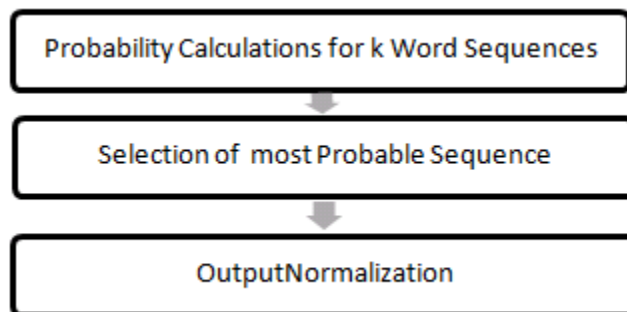 Probability Calculations for k Word Sequences
Selection of most Probable Sequence
OutputNormalization